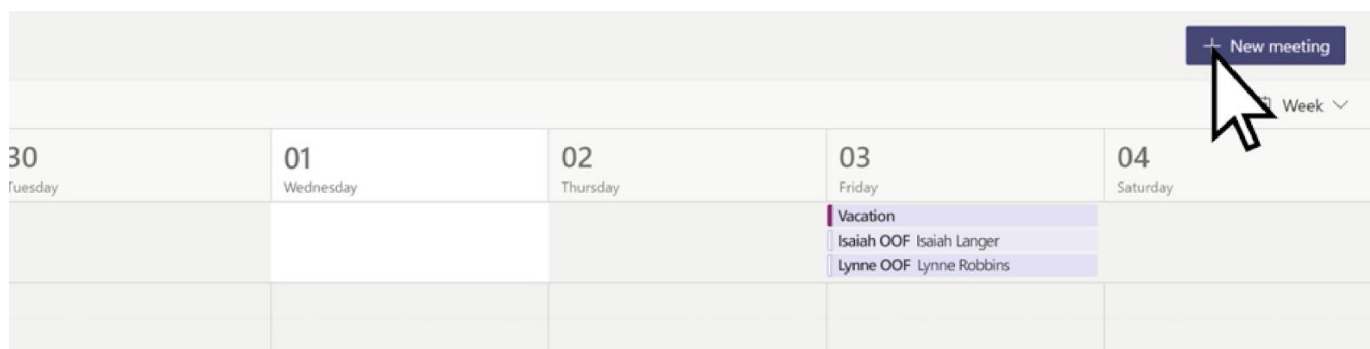 + New meeting
Week
30
Tuesday
01
Wednesday
02
Thursday
03
Friday
04
Saturday
Vacation
Isaiah OOF Isaiah Langer
Lynne OOF Lynne Robbins